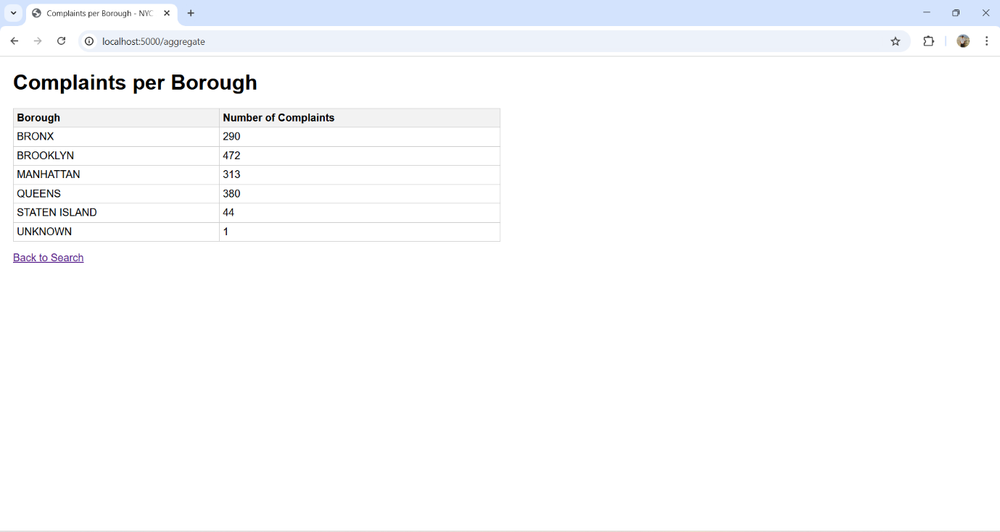 Complaints per Borough - NYC
localhost:5000/aggregate
Complaints per Borough
Borough Number of Complaints
BRONX 290
BROOKLYN 472
MANHATTAN 313
QUEENS 380
STATEN ISLAND 44
UNKNOWN 1
Back to Search